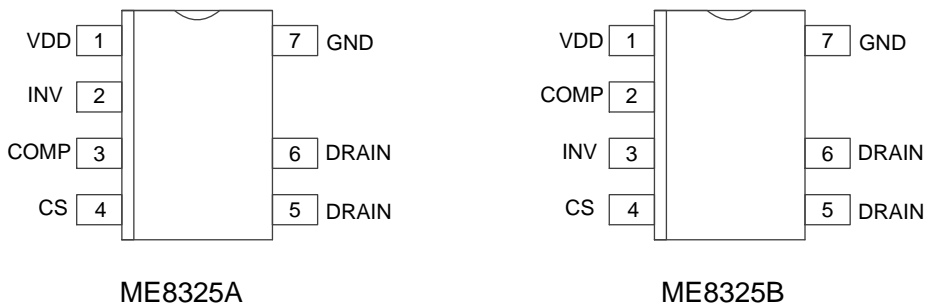 VDD 1 7 GND
INV 2
COMP 3 6 DRAIN
CS 4 5 DRAIN
ME8325A
VDD 1 7 GND
COMP 2
INV 3 6 DRAIN
CS 4 5 DRAIN
ME8325B